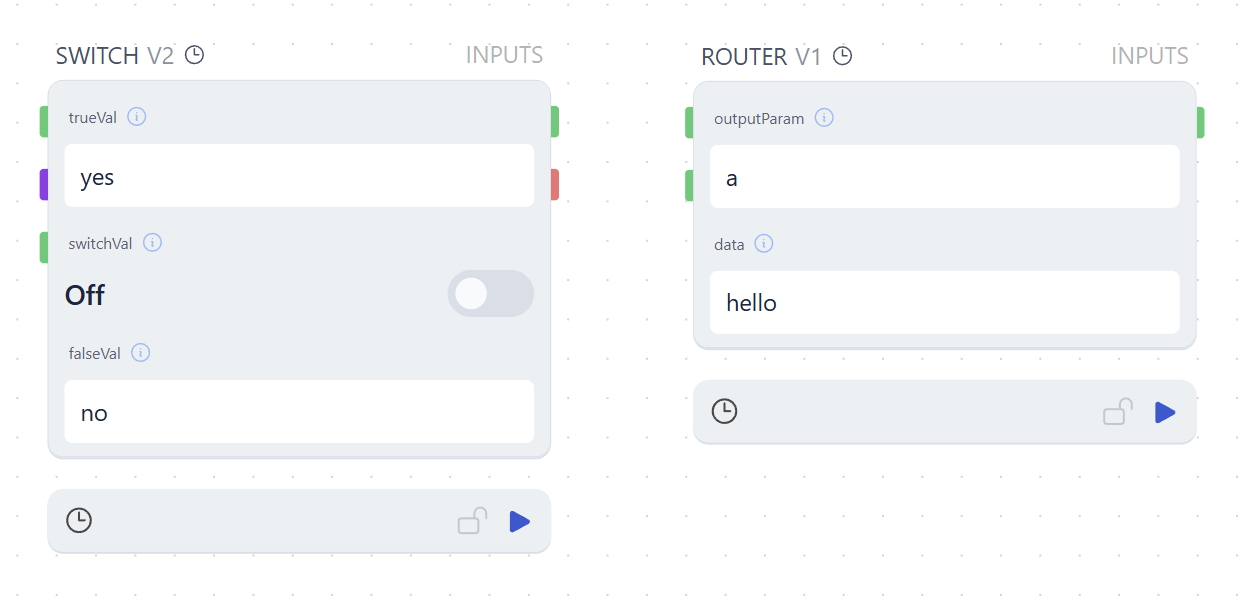 SWITCH V2 INPUTS
trueVal
yes
switchVal
Off
falseVal
no
ROUTER V1 INPUTS
outputParam
a
data
hello